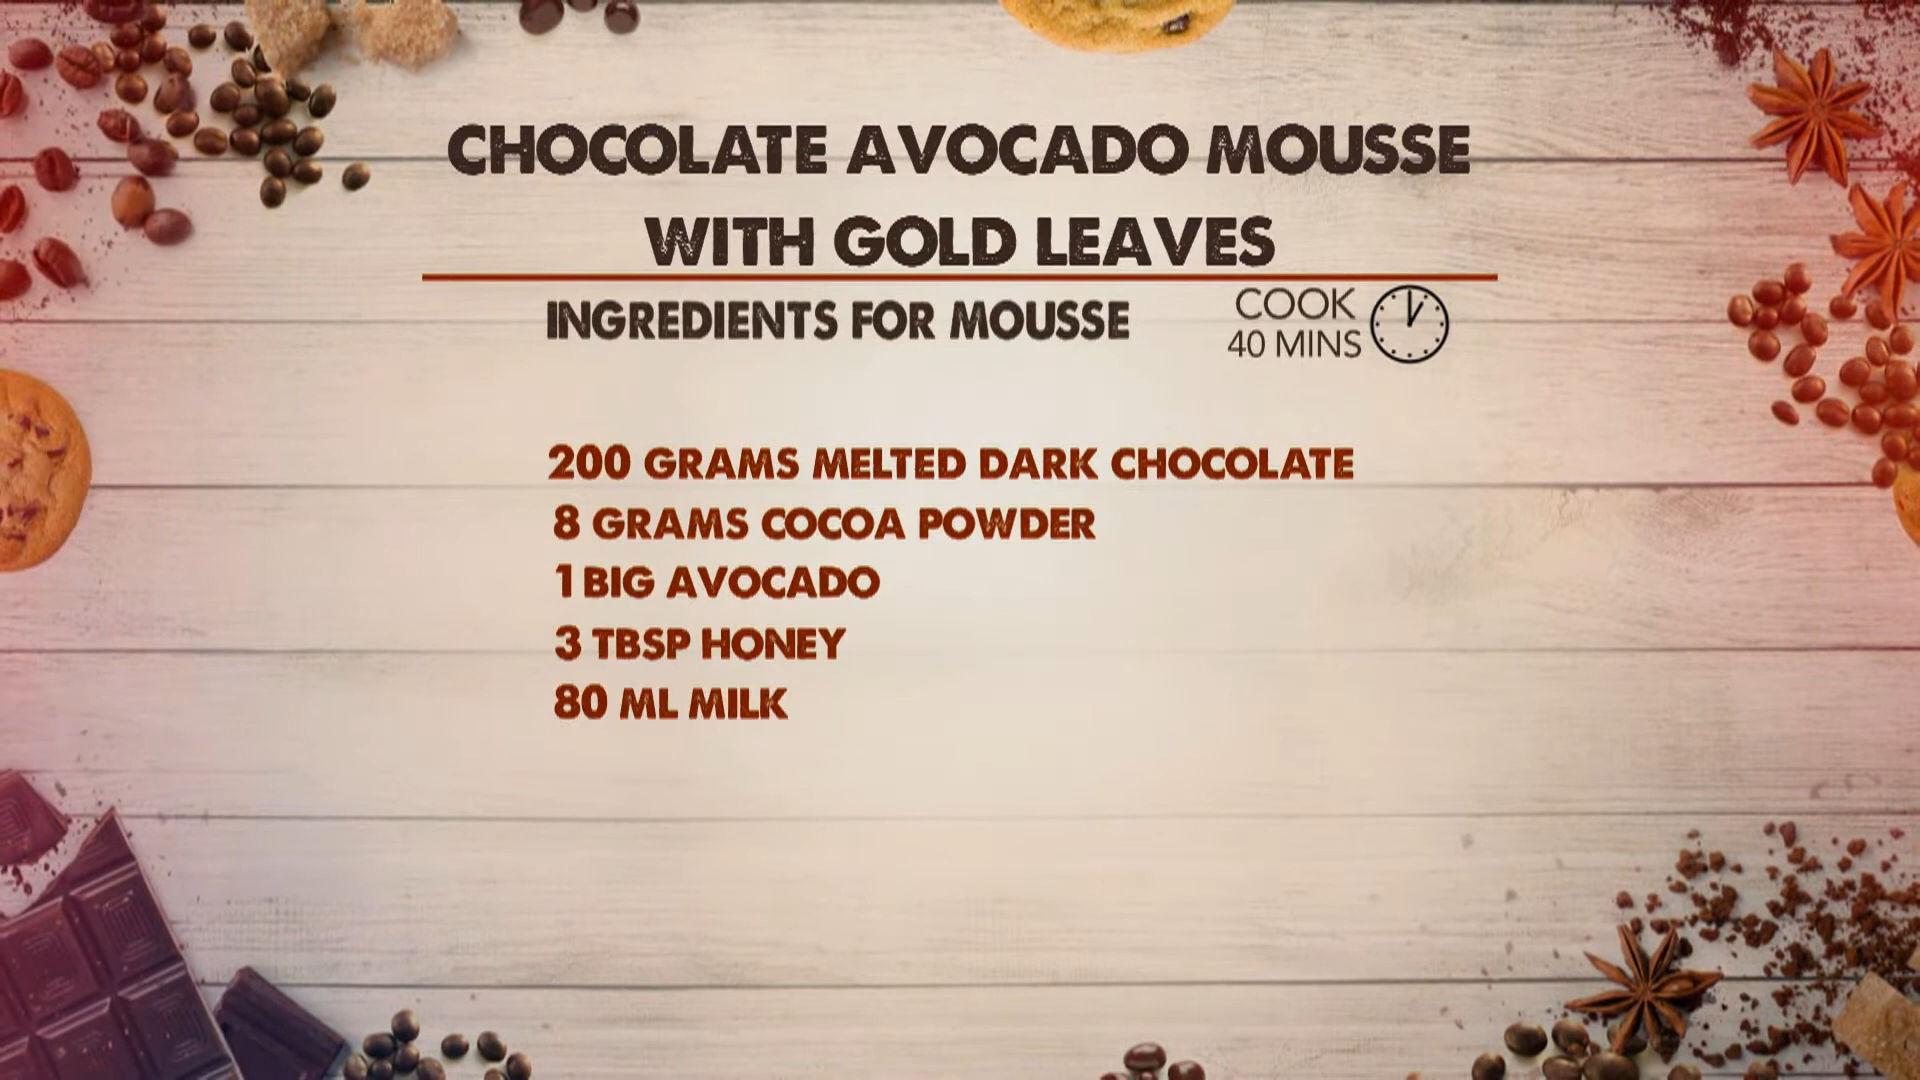 CHOCOLATE AVOCADO MOUSSE
WITH GOLD LEAVES
INGREDIENTS FOR MOUSSE
COOK
40 MINS
200 GRAMS MELTED DARK CHOCOLATE
8 GRAMS COCOA POWDER
1 BIG AVOCADO
3 TBSP HONEY
80 ML MILK